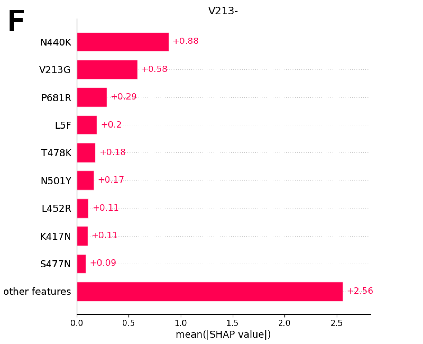 F
V213-
N440K +0.88
V213G +0.58
P681R +0.29
L5F +0.2
T478K +0.18
N501Y +0.17
L452R +0.11
K417N +0.11
S477N +0.09
other features +2.56
0.0 0.5 1.0 1.5 2.0 2.5
mean(|SHAP value|)